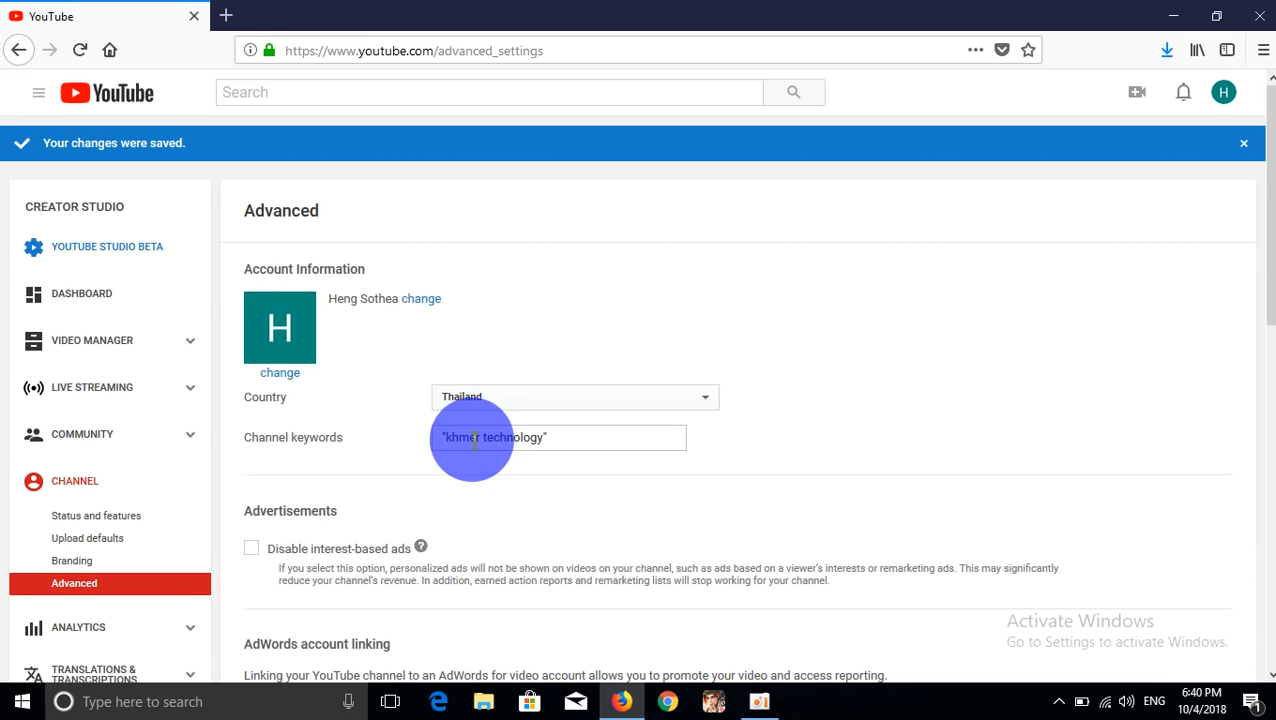 YouTube
https://www.youtube.com/advanced_settings
YouTube
Search
H
Your changes were saved.
CREATOR STUDIO
YOUTUBE STUDIO BETA
DASHBOARD
VIDEO MANAGER
LIVE STREAMING
COMMUNITY
CHANNEL
Status and features
Upload defaults
Branding
Advanced
ANALYTICS
TRANSLATIONS &
TRANSCRIPTIONS
Advanced
Account Information
H
Heng Sothea change
change
Country
Thailand
Channel keywords
"khmer technology"
Advertisements
Disable interest-based ads ?
If you select this option, personalized ads will not be shown on videos on your channel, such as ads based on a viewer's interests or remarketing ads. This may significantly
reduce your channel's revenue. In addition, earned action reports and remarketing lists will stop working for your channel.
AdWords account linking
Linking your YouTube channel to an AdWords for video account allows you to promote your video and access reporting.
Activate Windows
Go to Settings to activate Windows.
Type here to search
ENG
6:40 PM
10/4/2018
1